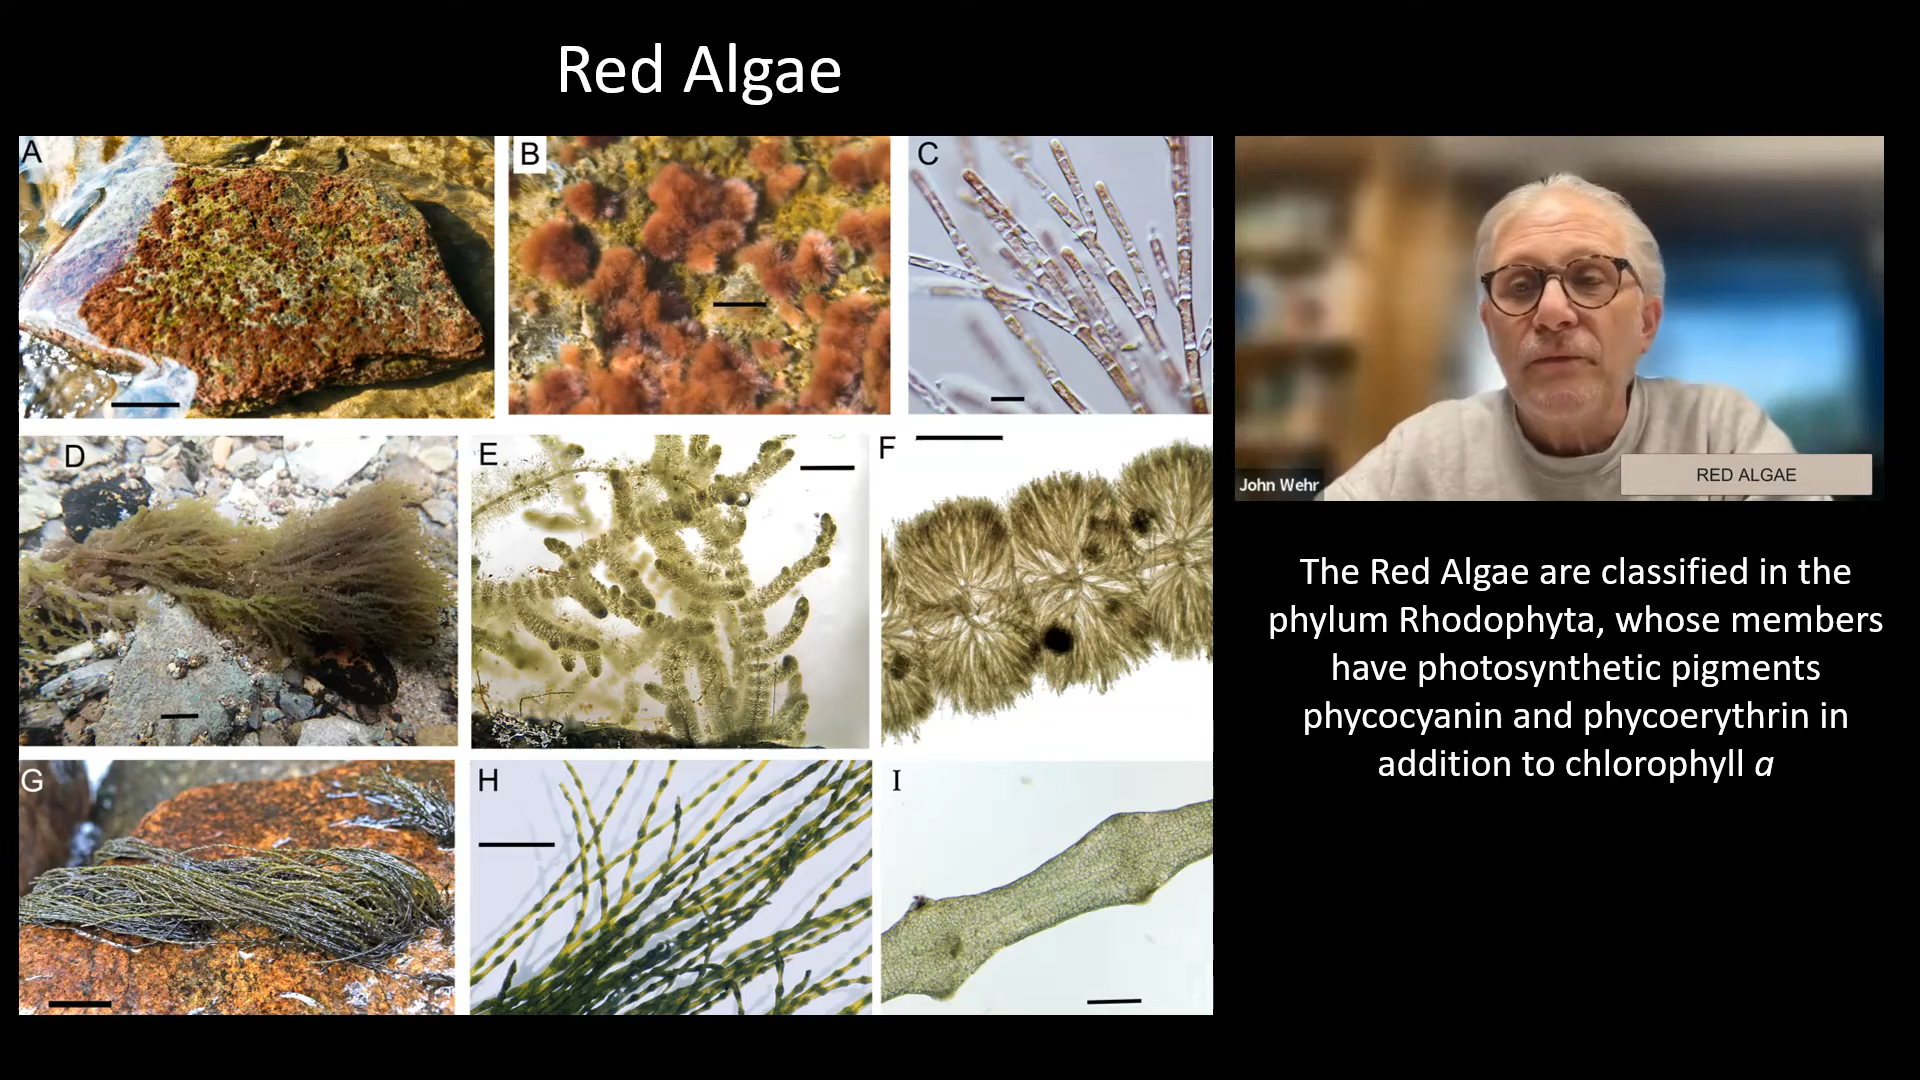 Red Algae
A
B
C
D
E
F
G
H
I
John Wehr
RED ALGAE
The Red Algae are classified in the
phylum Rhodophyta, whose members
have photosynthetic pigments
phycocyanin and phycoerythrin in
addition to chlorophyll a